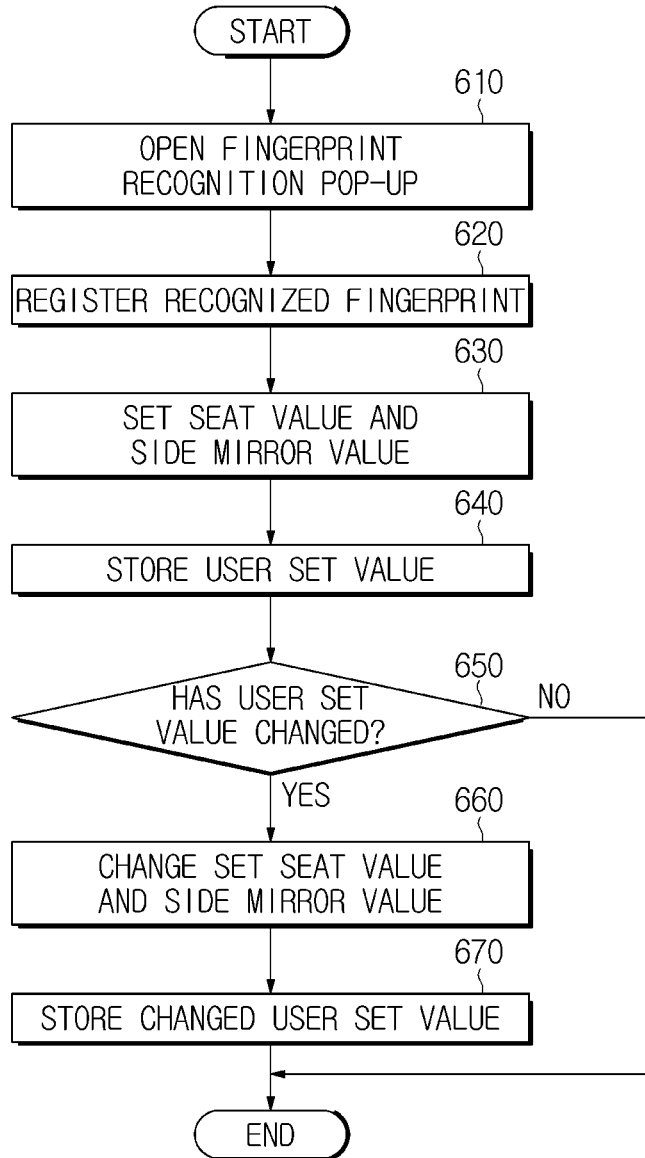 START
610
OPEN FINGERPRINT
RECOGNITION POP-UP
620
REGISTER RECOGNIZED FINGERPRINT
630
SET SEAT VALUE AND
SIDE MIRROR VALUE
640
STORE USER SET VALUE
650
HAS USER SET
VALUE CHANGED?
NO
YES
660
CHANGE SET SEAT VALUE
AND SIDE MIRROR VALUE
670
STORE CHANGED USER SET VALUE
END